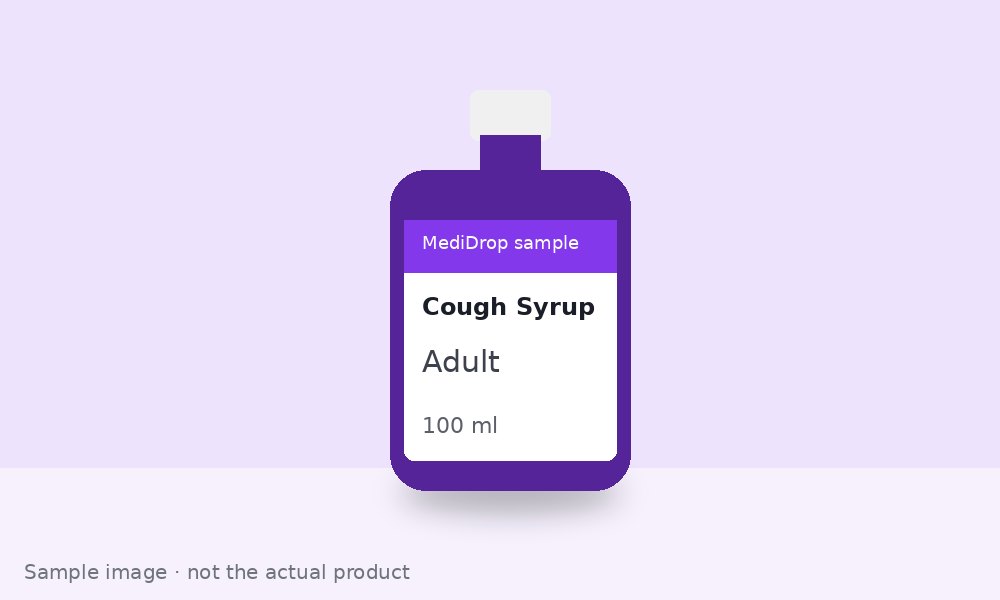 MediDrop sample
Cough Syrup
Adult
100 ml
Sample image · not the actual product